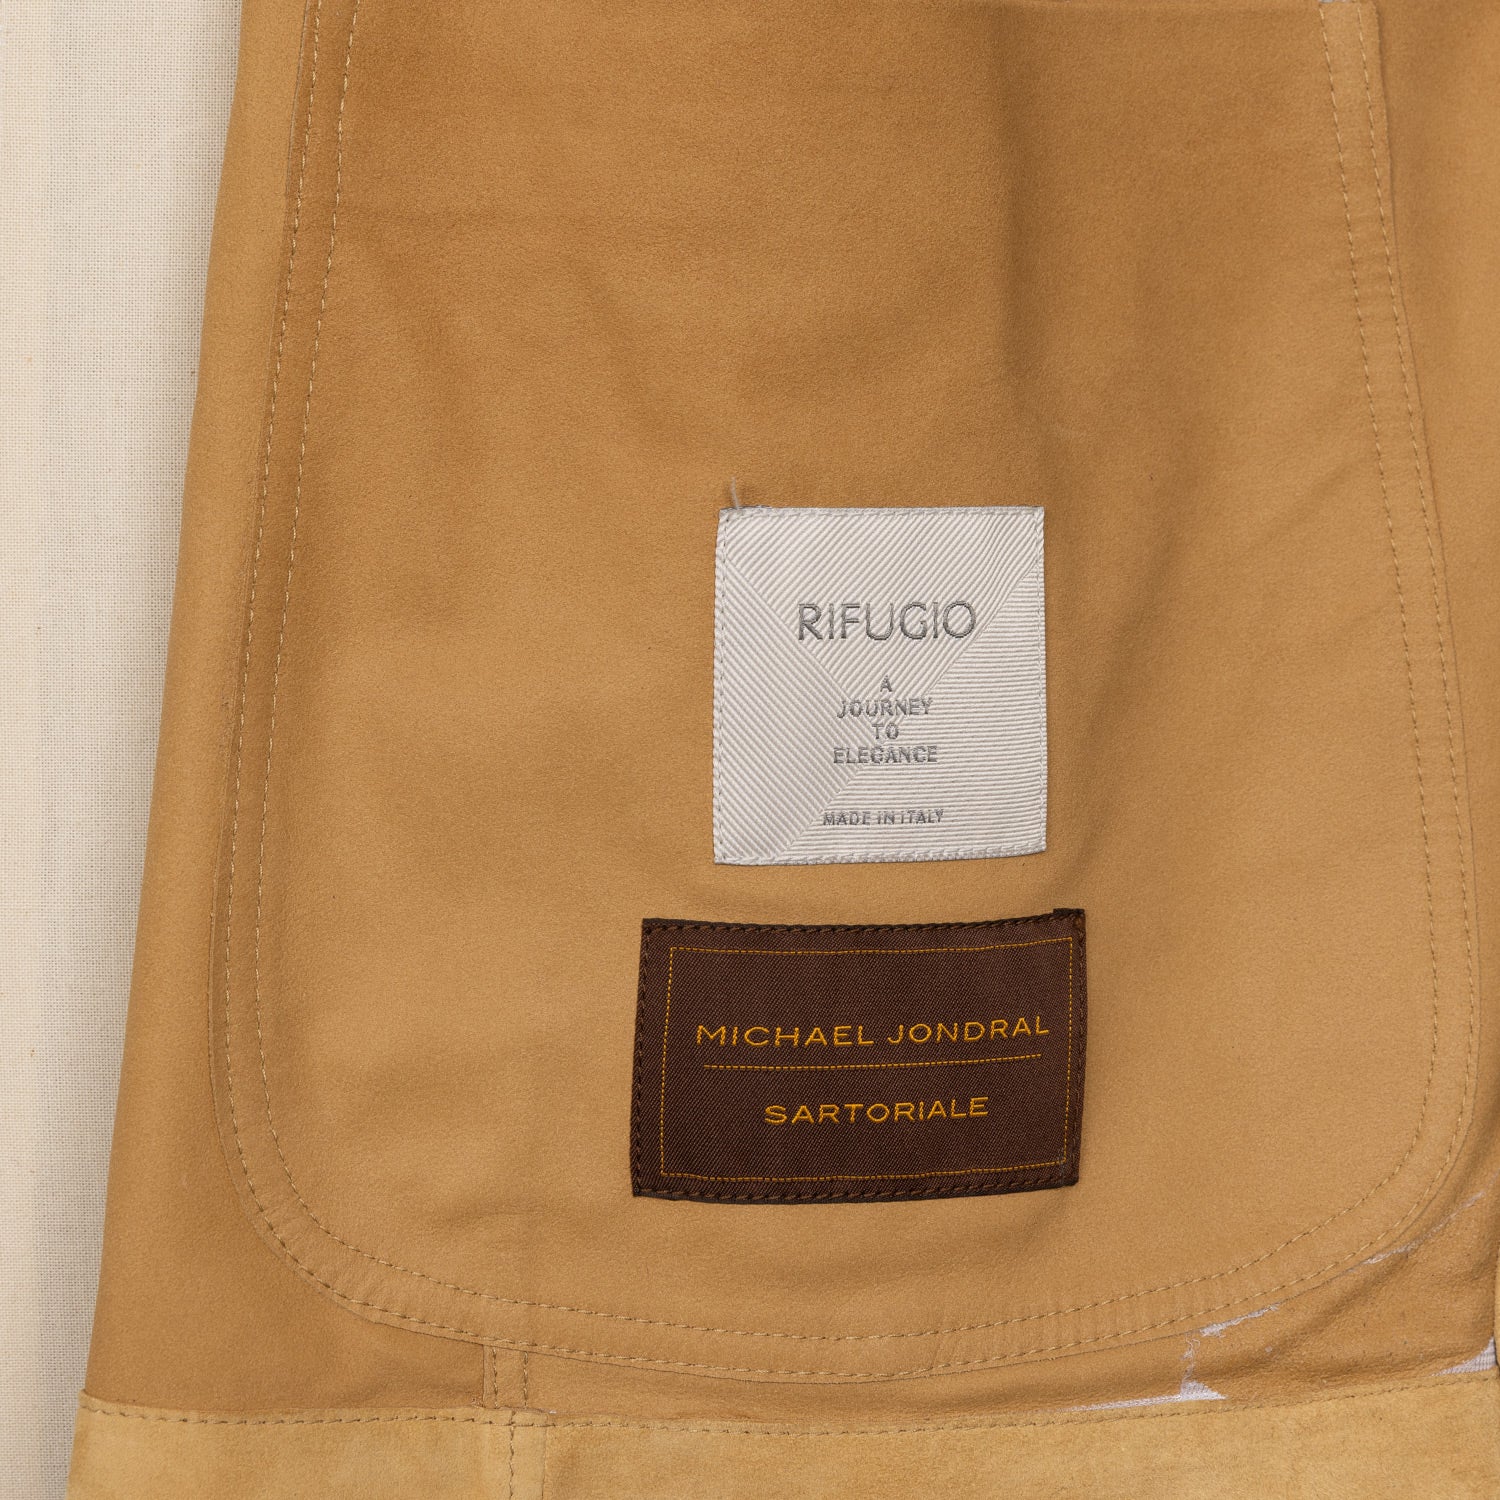 RIFUGIO
A
JOURNEY
TO
ELEGANCE
MADE IN ITALY
MICHAEL JONDRAL
SARTORIALE